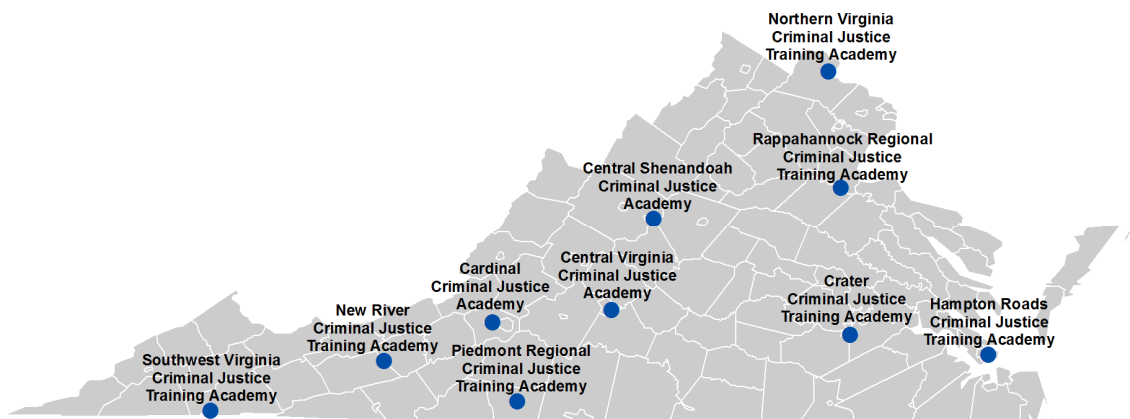 Northern Virginia
Criminal Justice
Training Academy
Rappahannock Regional
Criminal Justice
Training Academy
Central Shenandoah
Criminal Justice
Academy
Central Virginia
Criminal Justice
Academy
Cardinal
Criminal Justice
Academy
Crater
Criminal Justice
Training Academy
Hampton Roads
Criminal Justice
Training Academy
New River
Criminal Justice
Training Academy
Piedmont Regional
Criminal Justice
Training Academy
Southwest Virginia
Criminal Justice
Training Academy